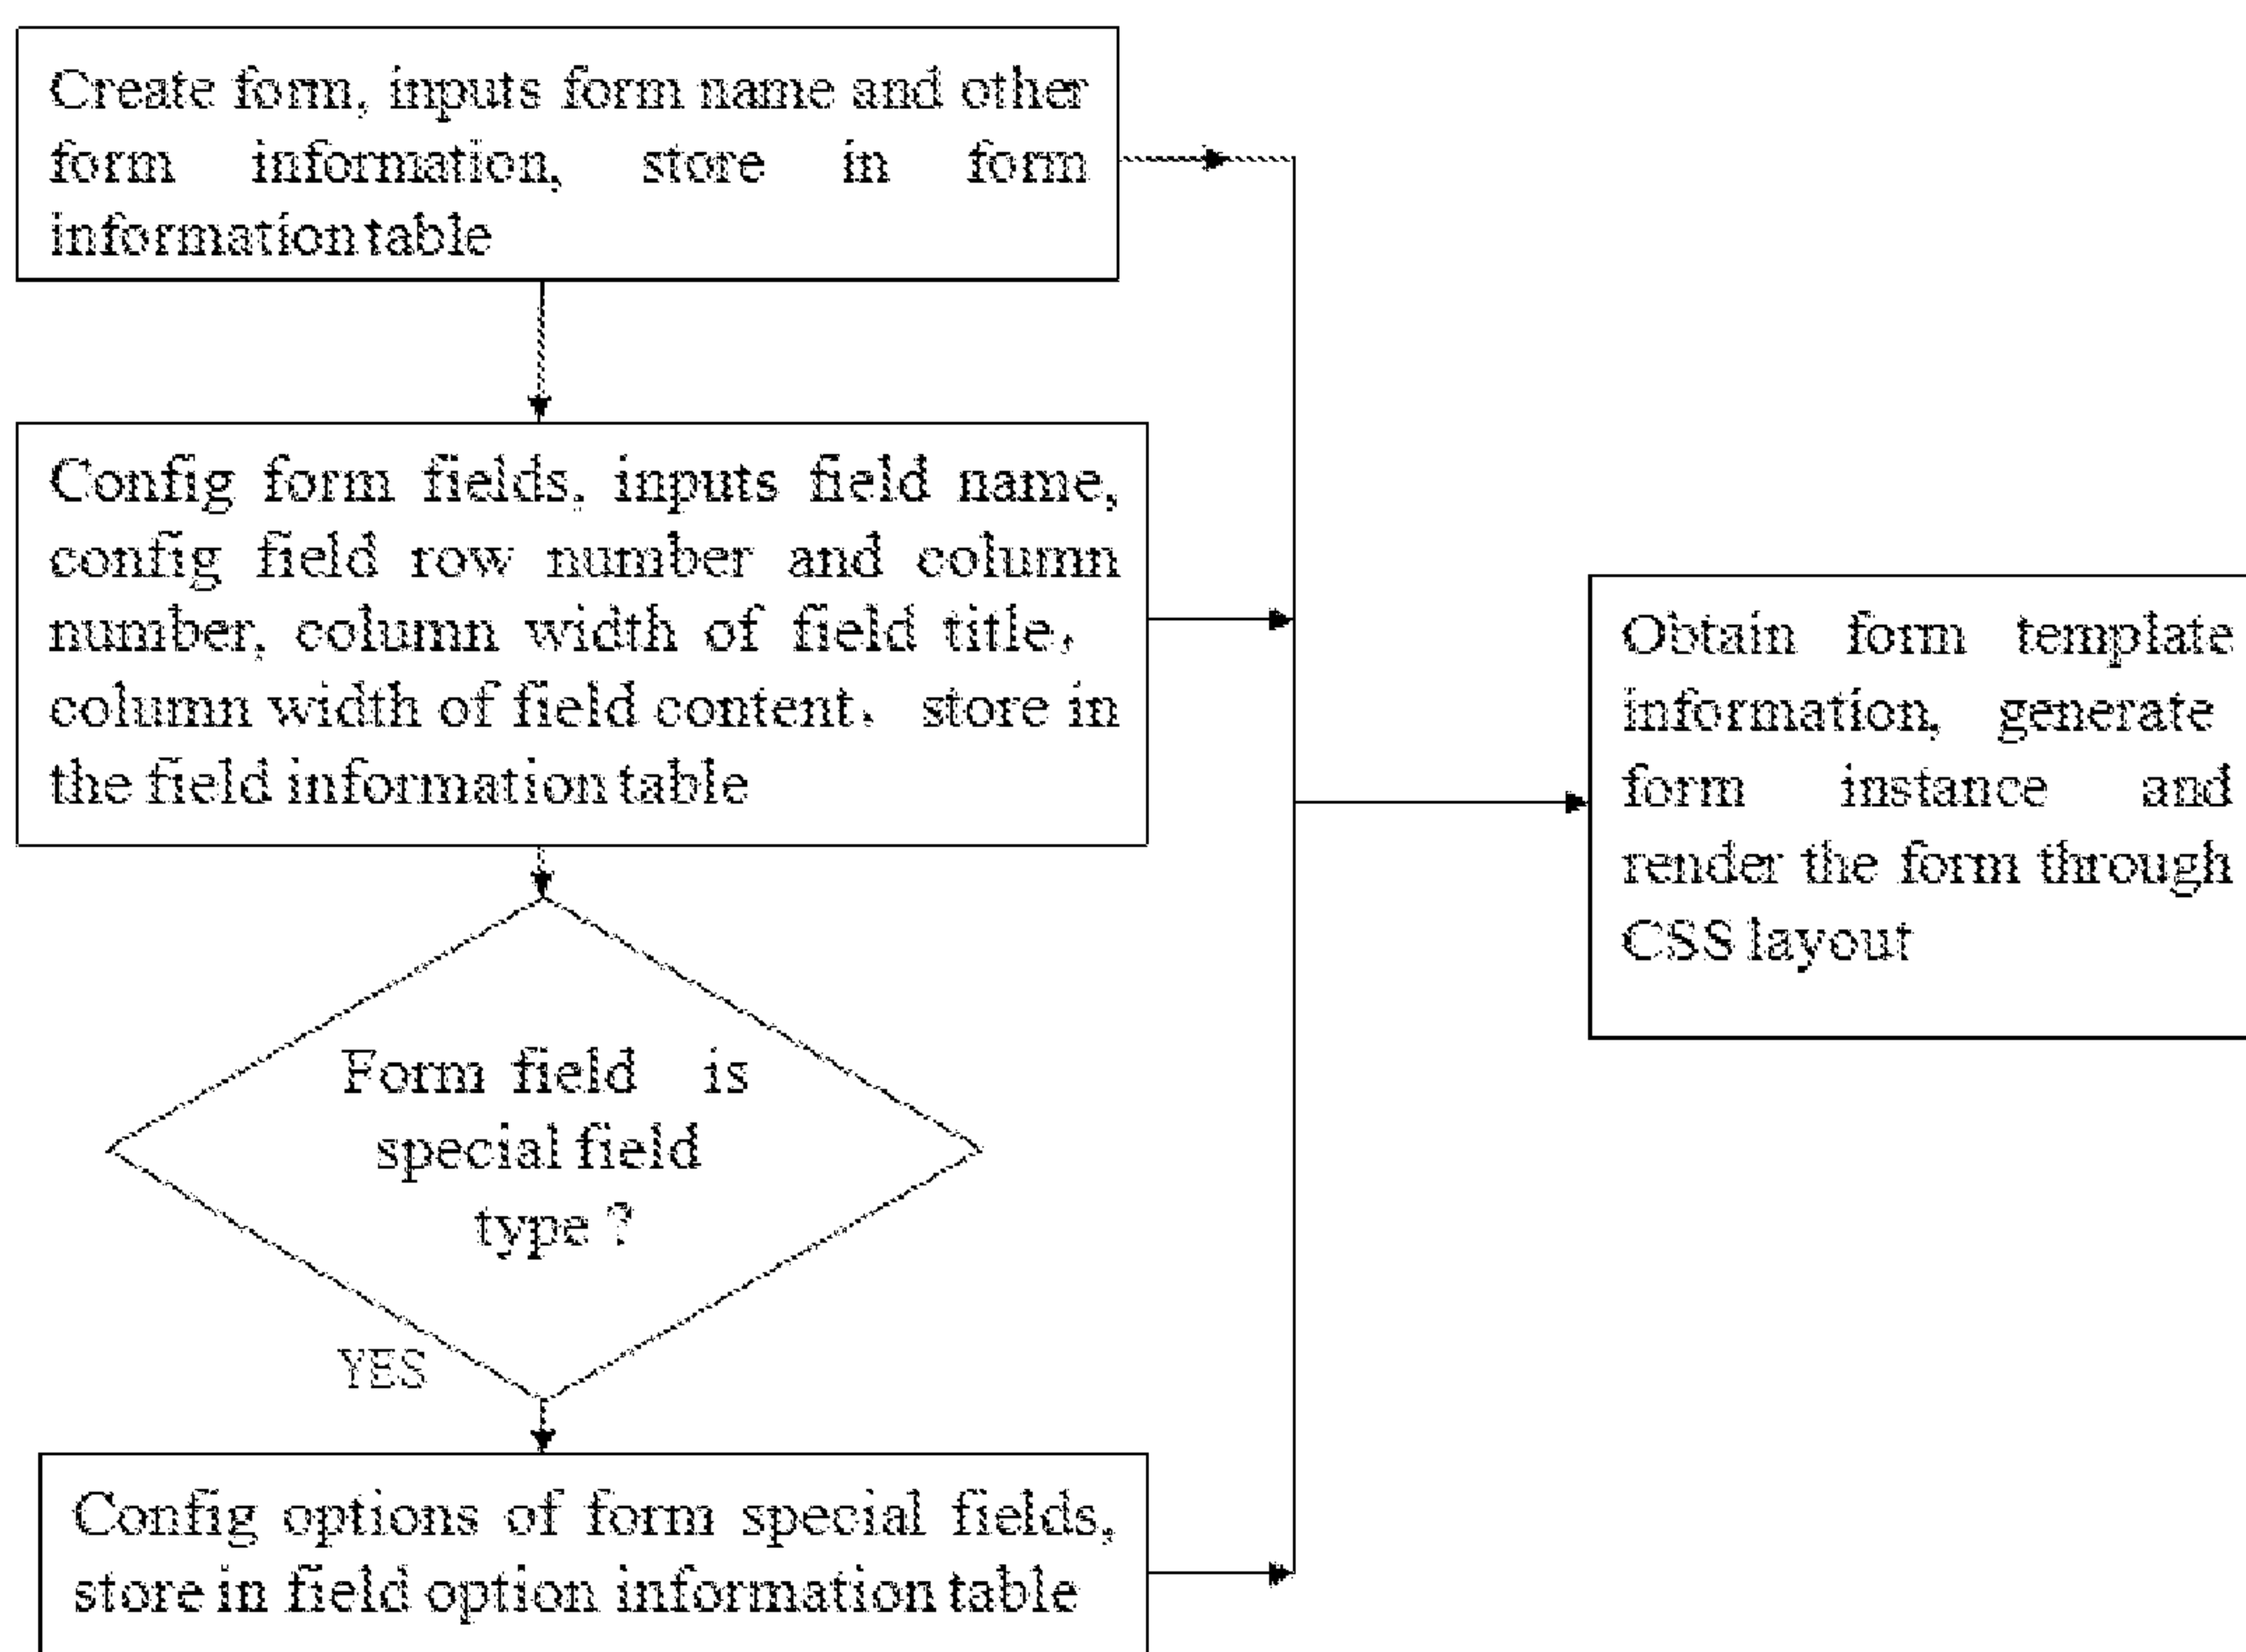 Create form, inputs form name and other
form information, store in form
information table
Config form fields, inputs field name,
config field row number and column
number, column width of field title,
column width of field content, store in
the field information table
Form field is
special field
type ?
YES
Config options of form special fields,
store in field option information table
Obtain form template
information, generate
form instance and
render the form through
CSS layout